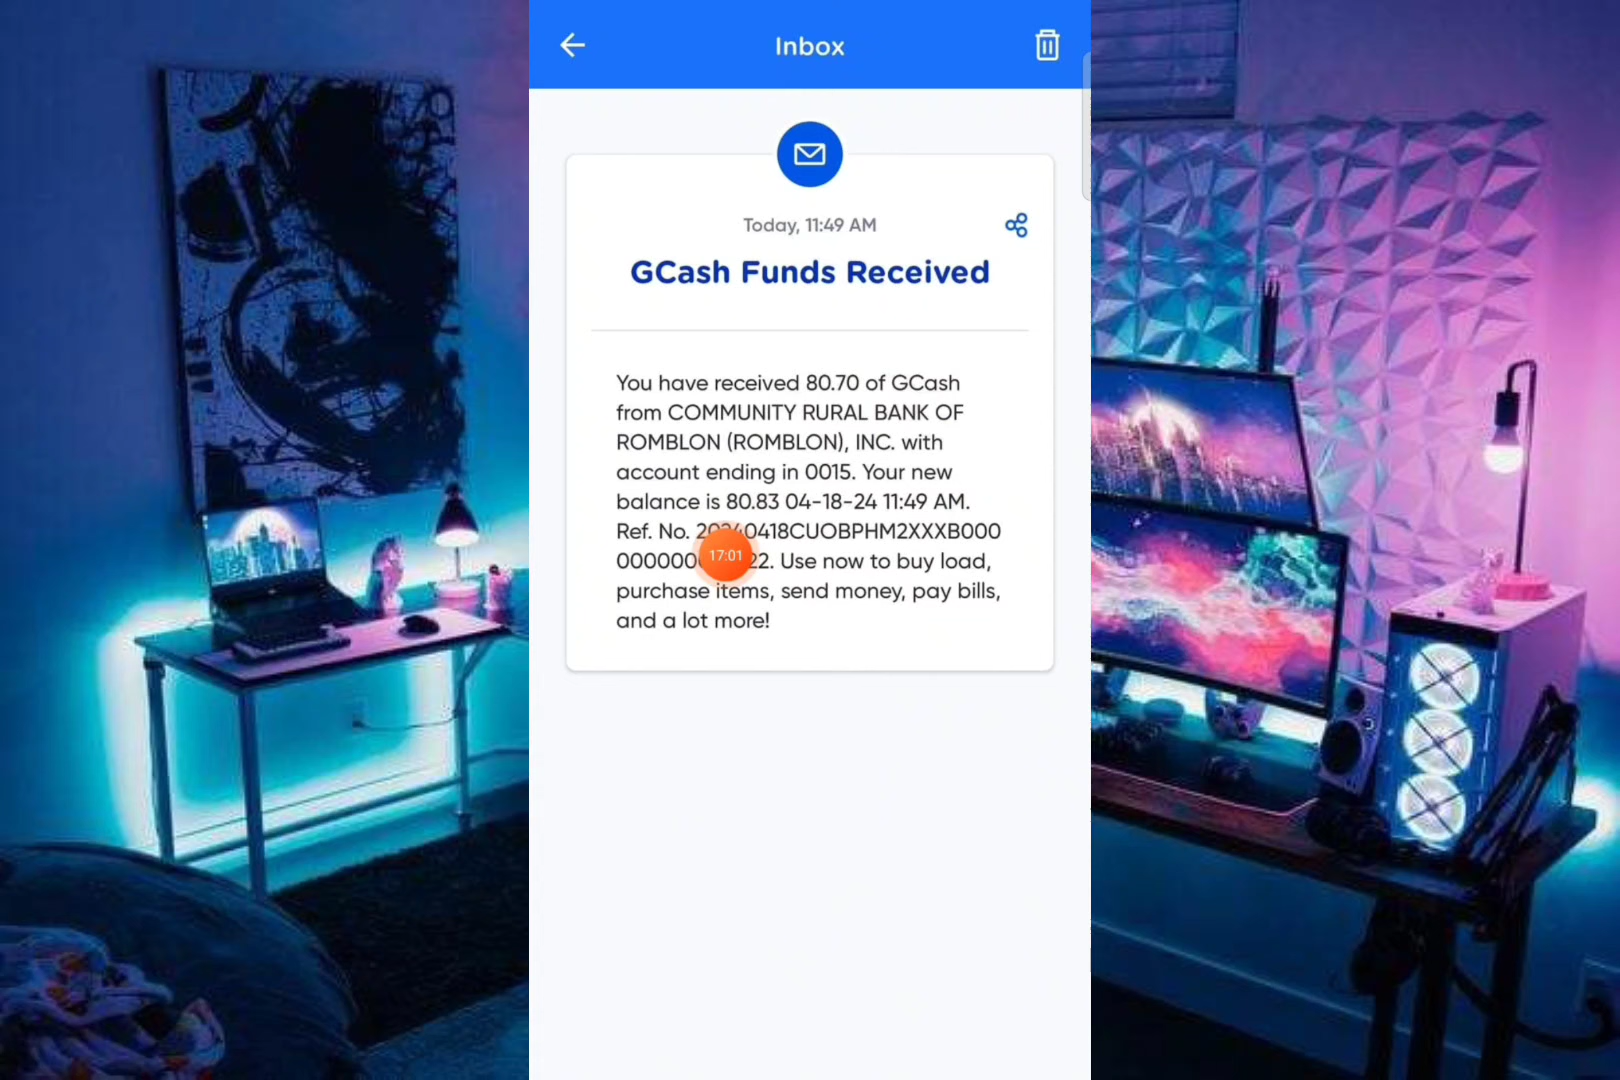 Inbox
Today, 11:49 AM
GCash Funds Received
You have received 80.70 of GCash
from COMMUNITY RURAL BANK OF
ROMBLON (ROMBLON), INC. with
account ending in 0015. Your new
balance is 80.83 04-18-24 11:49 AM.
Ref. No. 20240418CUOBPHM2XXXB000
17:01
Use now to buy load,
purchase items, send money, pay bills,
and a lot more!